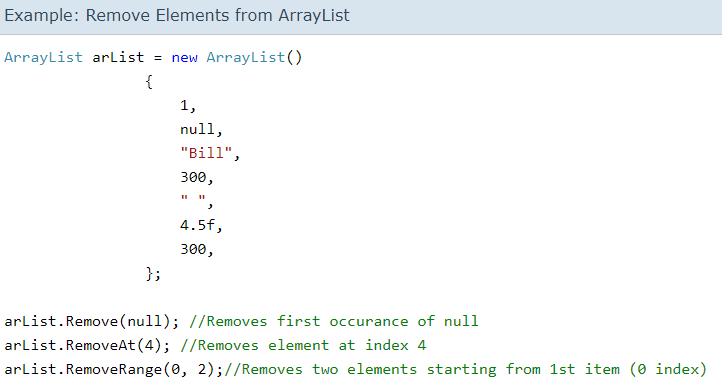 Example: Remove Elements from ArrayList
ArrayList arList = new ArrayList()
{
1,
null,
"Bill",
300,
" ",
4.5f,
300,
};
arList.Remove(null); //Removes first occurance of null
arList.RemoveAt(4); //Removes element at index 4
arList.RemoveRange(0, 2);//Removes two elements starting from 1st item (0 index)